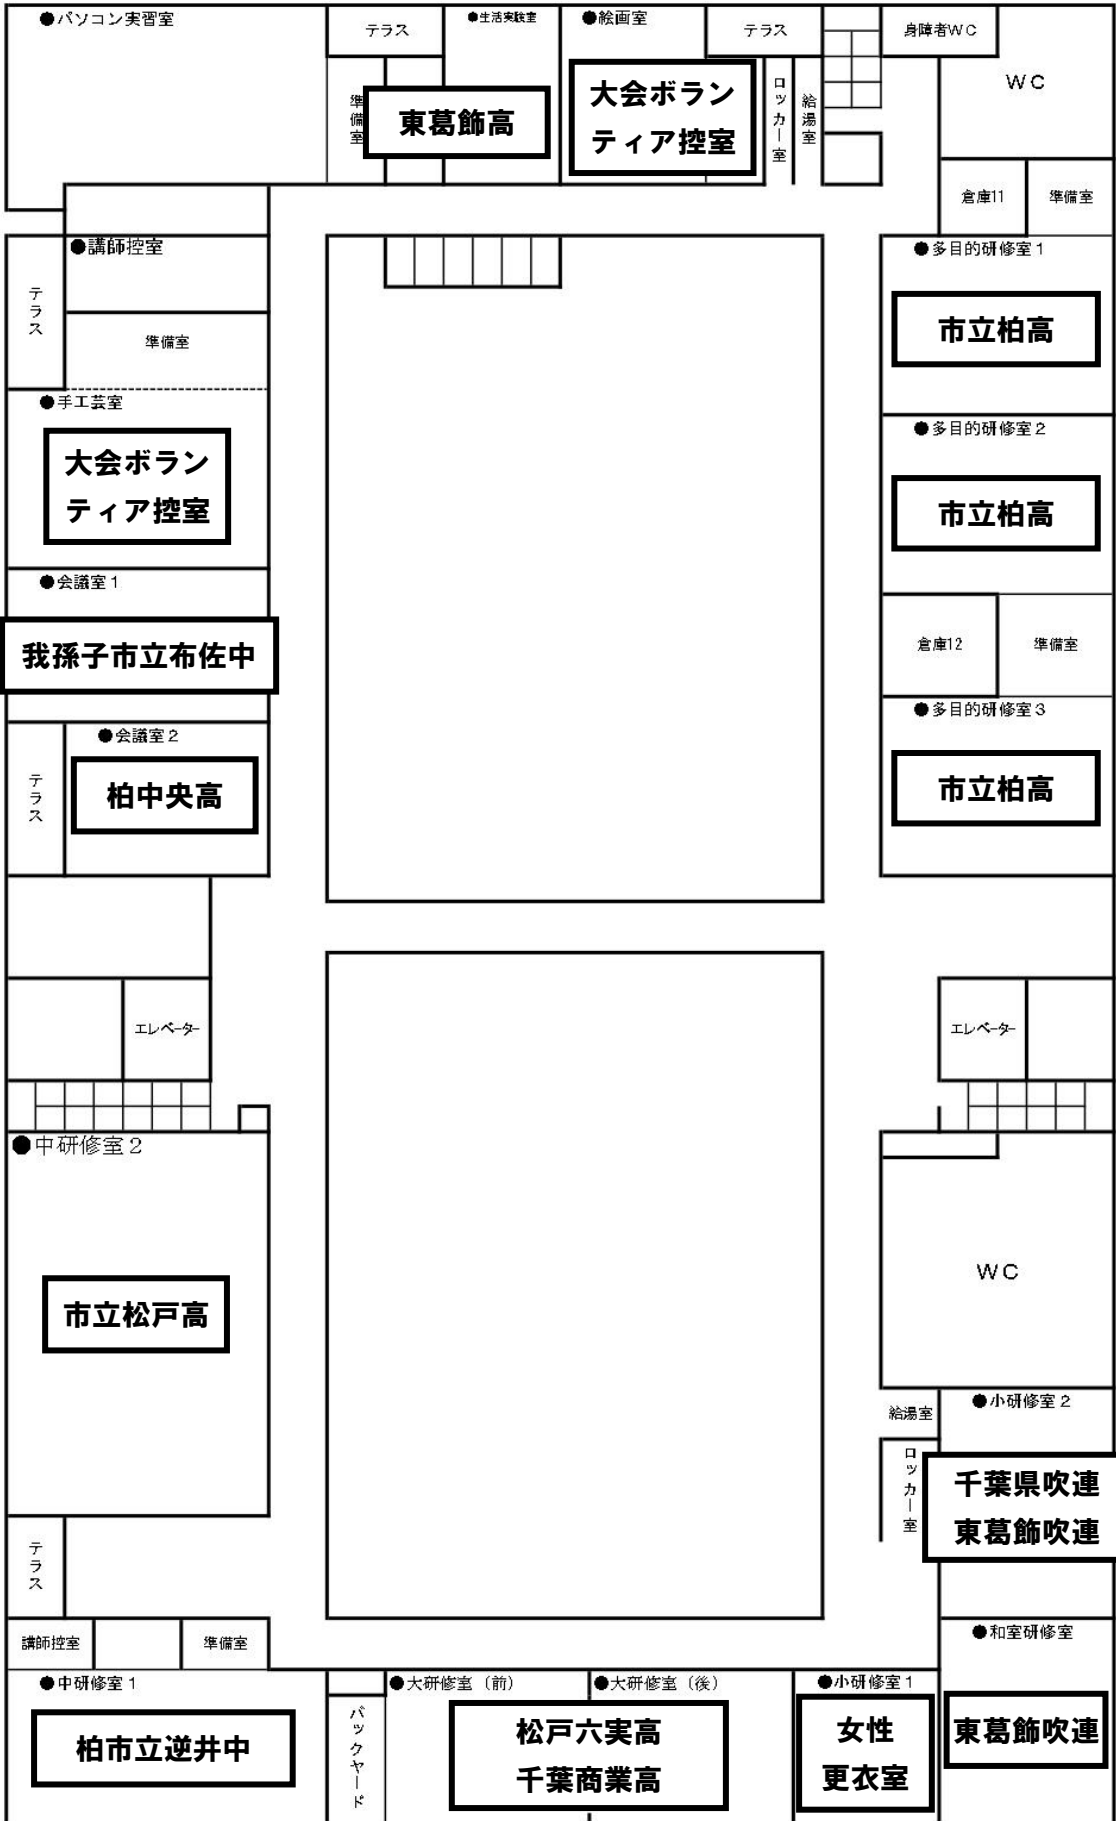 ●パソコン実習室
テラス
●生活実験室
●絵画室
テラス
身障者WC
WC
準備室
東葛飾高
大会ボラン
ティア控室
ロッカー室
給湯室
倉庫11
準備室
●講師控室
テラス
準備室
●多目的研修室1
市立柏高
●手工芸室
大会ボラン
ティア控室
●多目的研修室2
市立柏高
●会議室1
我孫子市立布佐中
倉庫12
準備室
●会議室2
テラス
柏中央高
●多目的研修室3
市立柏高
エレベーター
エレベーター
●中研修室2
市立松戸高
WC
給湯室
●小研修室2
ロッカー室
千葉県吹連
東葛飾吹連
テラス
講師控室
準備室
●和室研修室
東葛飾吹連
●中研修室1
柏市立逆井中
バックヤード
●大研修室（前）
●大研修室（後）
松戸六実高
千葉商業高
●小研修室1
女性
更衣室